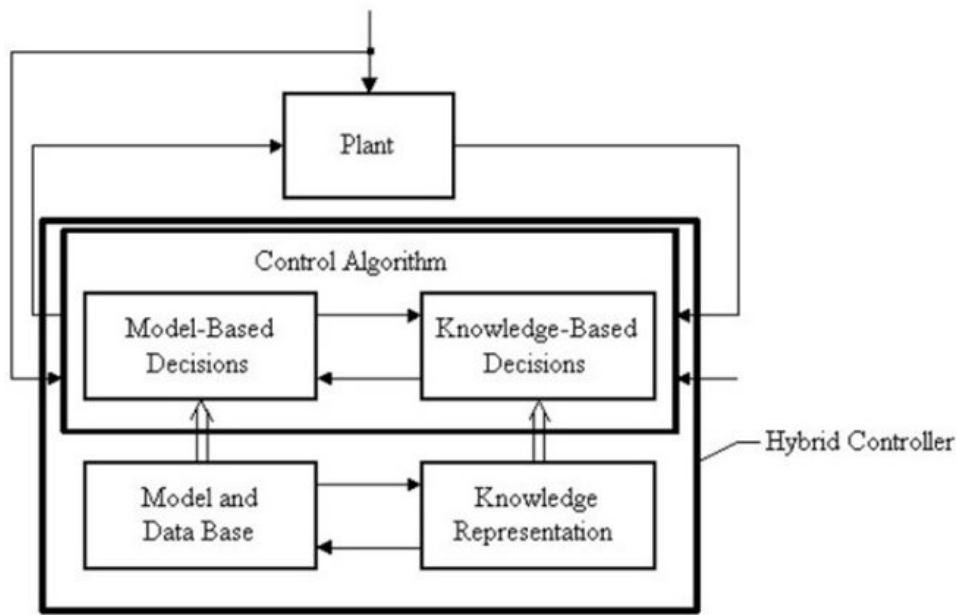 Plant
Control Algorithm
Model-Based
Decisions
Knowledge-Based
Decisions
Hybrid Controller
Model and
Data Base
Knowledge
Representation